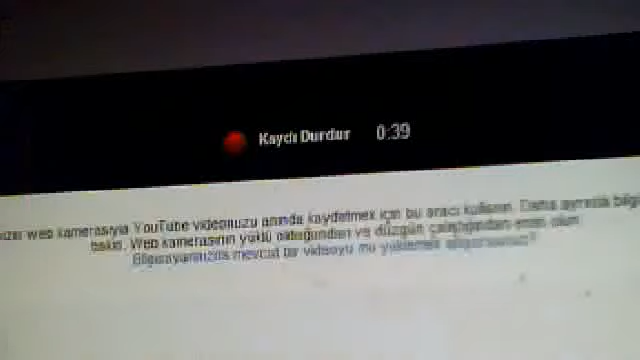 Kaydı Durdur 0:39
web kamerasıyla YouTube videonuzu anında kaydetmek için bu aracı kullanın. Daha ayrıntılı bilgi
bakın. Web kamerasının yüklü olduğundan ve düzgün çalıştığından emin olun
Bilgisayarınızda mevcut bir videoyu mu yüklemek istiyorsunuz?